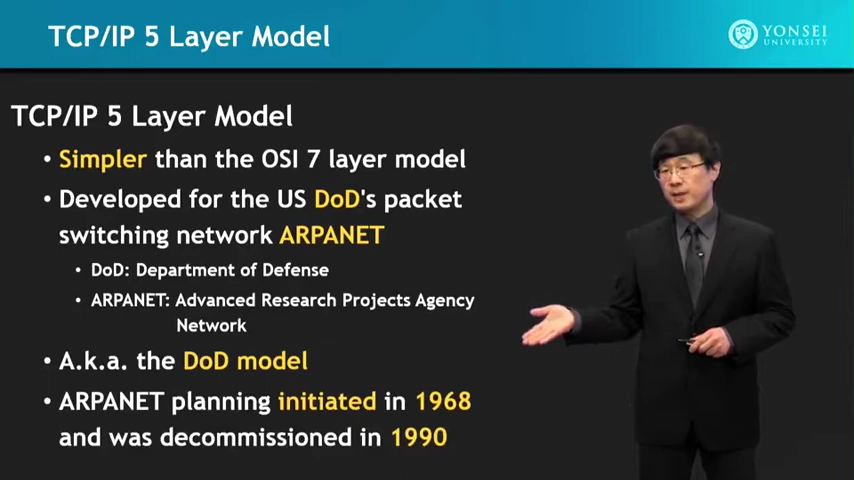 TCP/IP 5 Layer Model
YONSEI
UNIVERSITY
TCP/IP 5 Layer Model
• Simpler than the OSI 7 layer model
• Developed for the US DoD's packet
switching network ARPANET
• DoD: Department of Defense
• ARPANET: Advanced Research Projects Agency
Network
• A.k.a. the DoD model
• ARPANET planning initiated in 1968
and was decommissioned in 1990